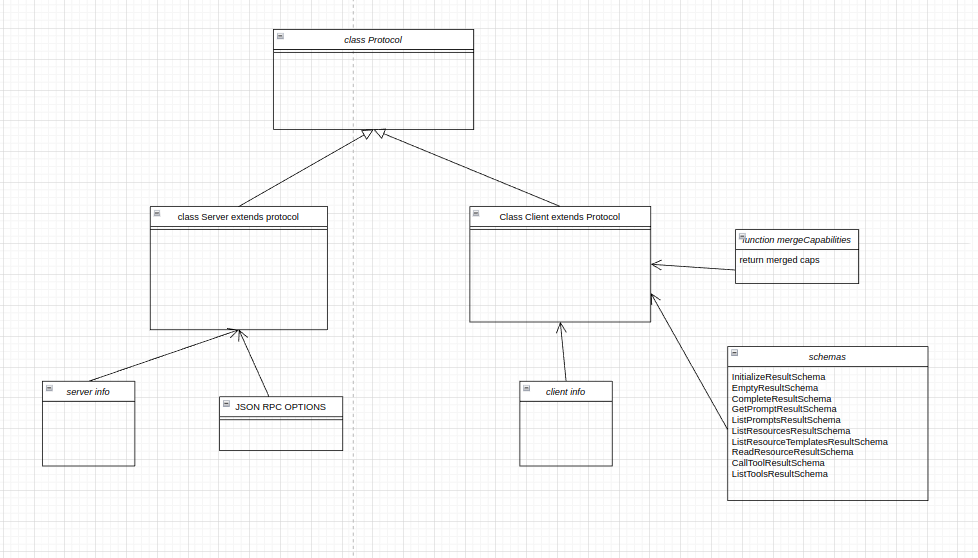 class Protocol
class Server extends protocol
Class Client extends Protocol
function mergeCapabilities
return merged caps
server info
JSON RPC OPTIONS
client info
schemas
InitializeResultSchema
EmptyResultSchema
CompleteResultSchema
GetPromptResultSchema
ListPromptsResultSchema
ListResourcesResultSchema
ListResourceTemplatesResultSchema
ReadResourceResultSchema
CallToolResultSchema
ListToolsResultSchema